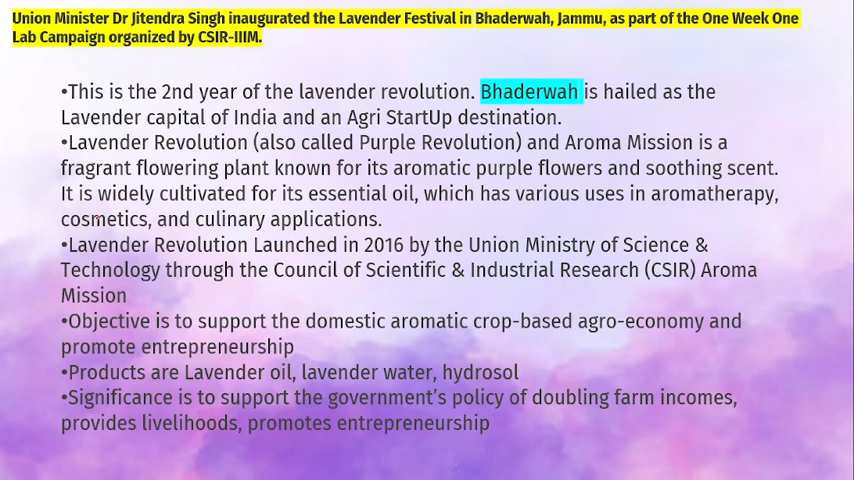 Union Minister Dr Jitendra Singh inaugurated the Lavender Festival in Bhaderwah, Jammu, as part of the One Week One
Lab Campaign organized by CSIR-IIIM.
•This is the 2nd year of the lavender revolution. Bhaderwah is hailed as the
Lavender capital of India and an Agri StartUp destination.
•Lavender Revolution (also called Purple Revolution) and Aroma Mission is a
fragrant flowering plant known for its aromatic purple flowers and soothing scent.
It is widely cultivated for its essential oil, which has various uses in aromatherapy,
cosmetics, and culinary applications.
•Lavender Revolution Launched in 2016 by the Union Ministry of Science &
Technology through the Council of Scientific & Industrial Research (CSIR) Aroma
Mission
•Objective is to support the domestic aromatic crop-based agro-economy and
promote entrepreneurship
•Products are Lavender oil, lavender water, hydrosol
•Significance is to support the government's policy of doubling farm incomes,
provides livelihoods, promotes entrepreneurship